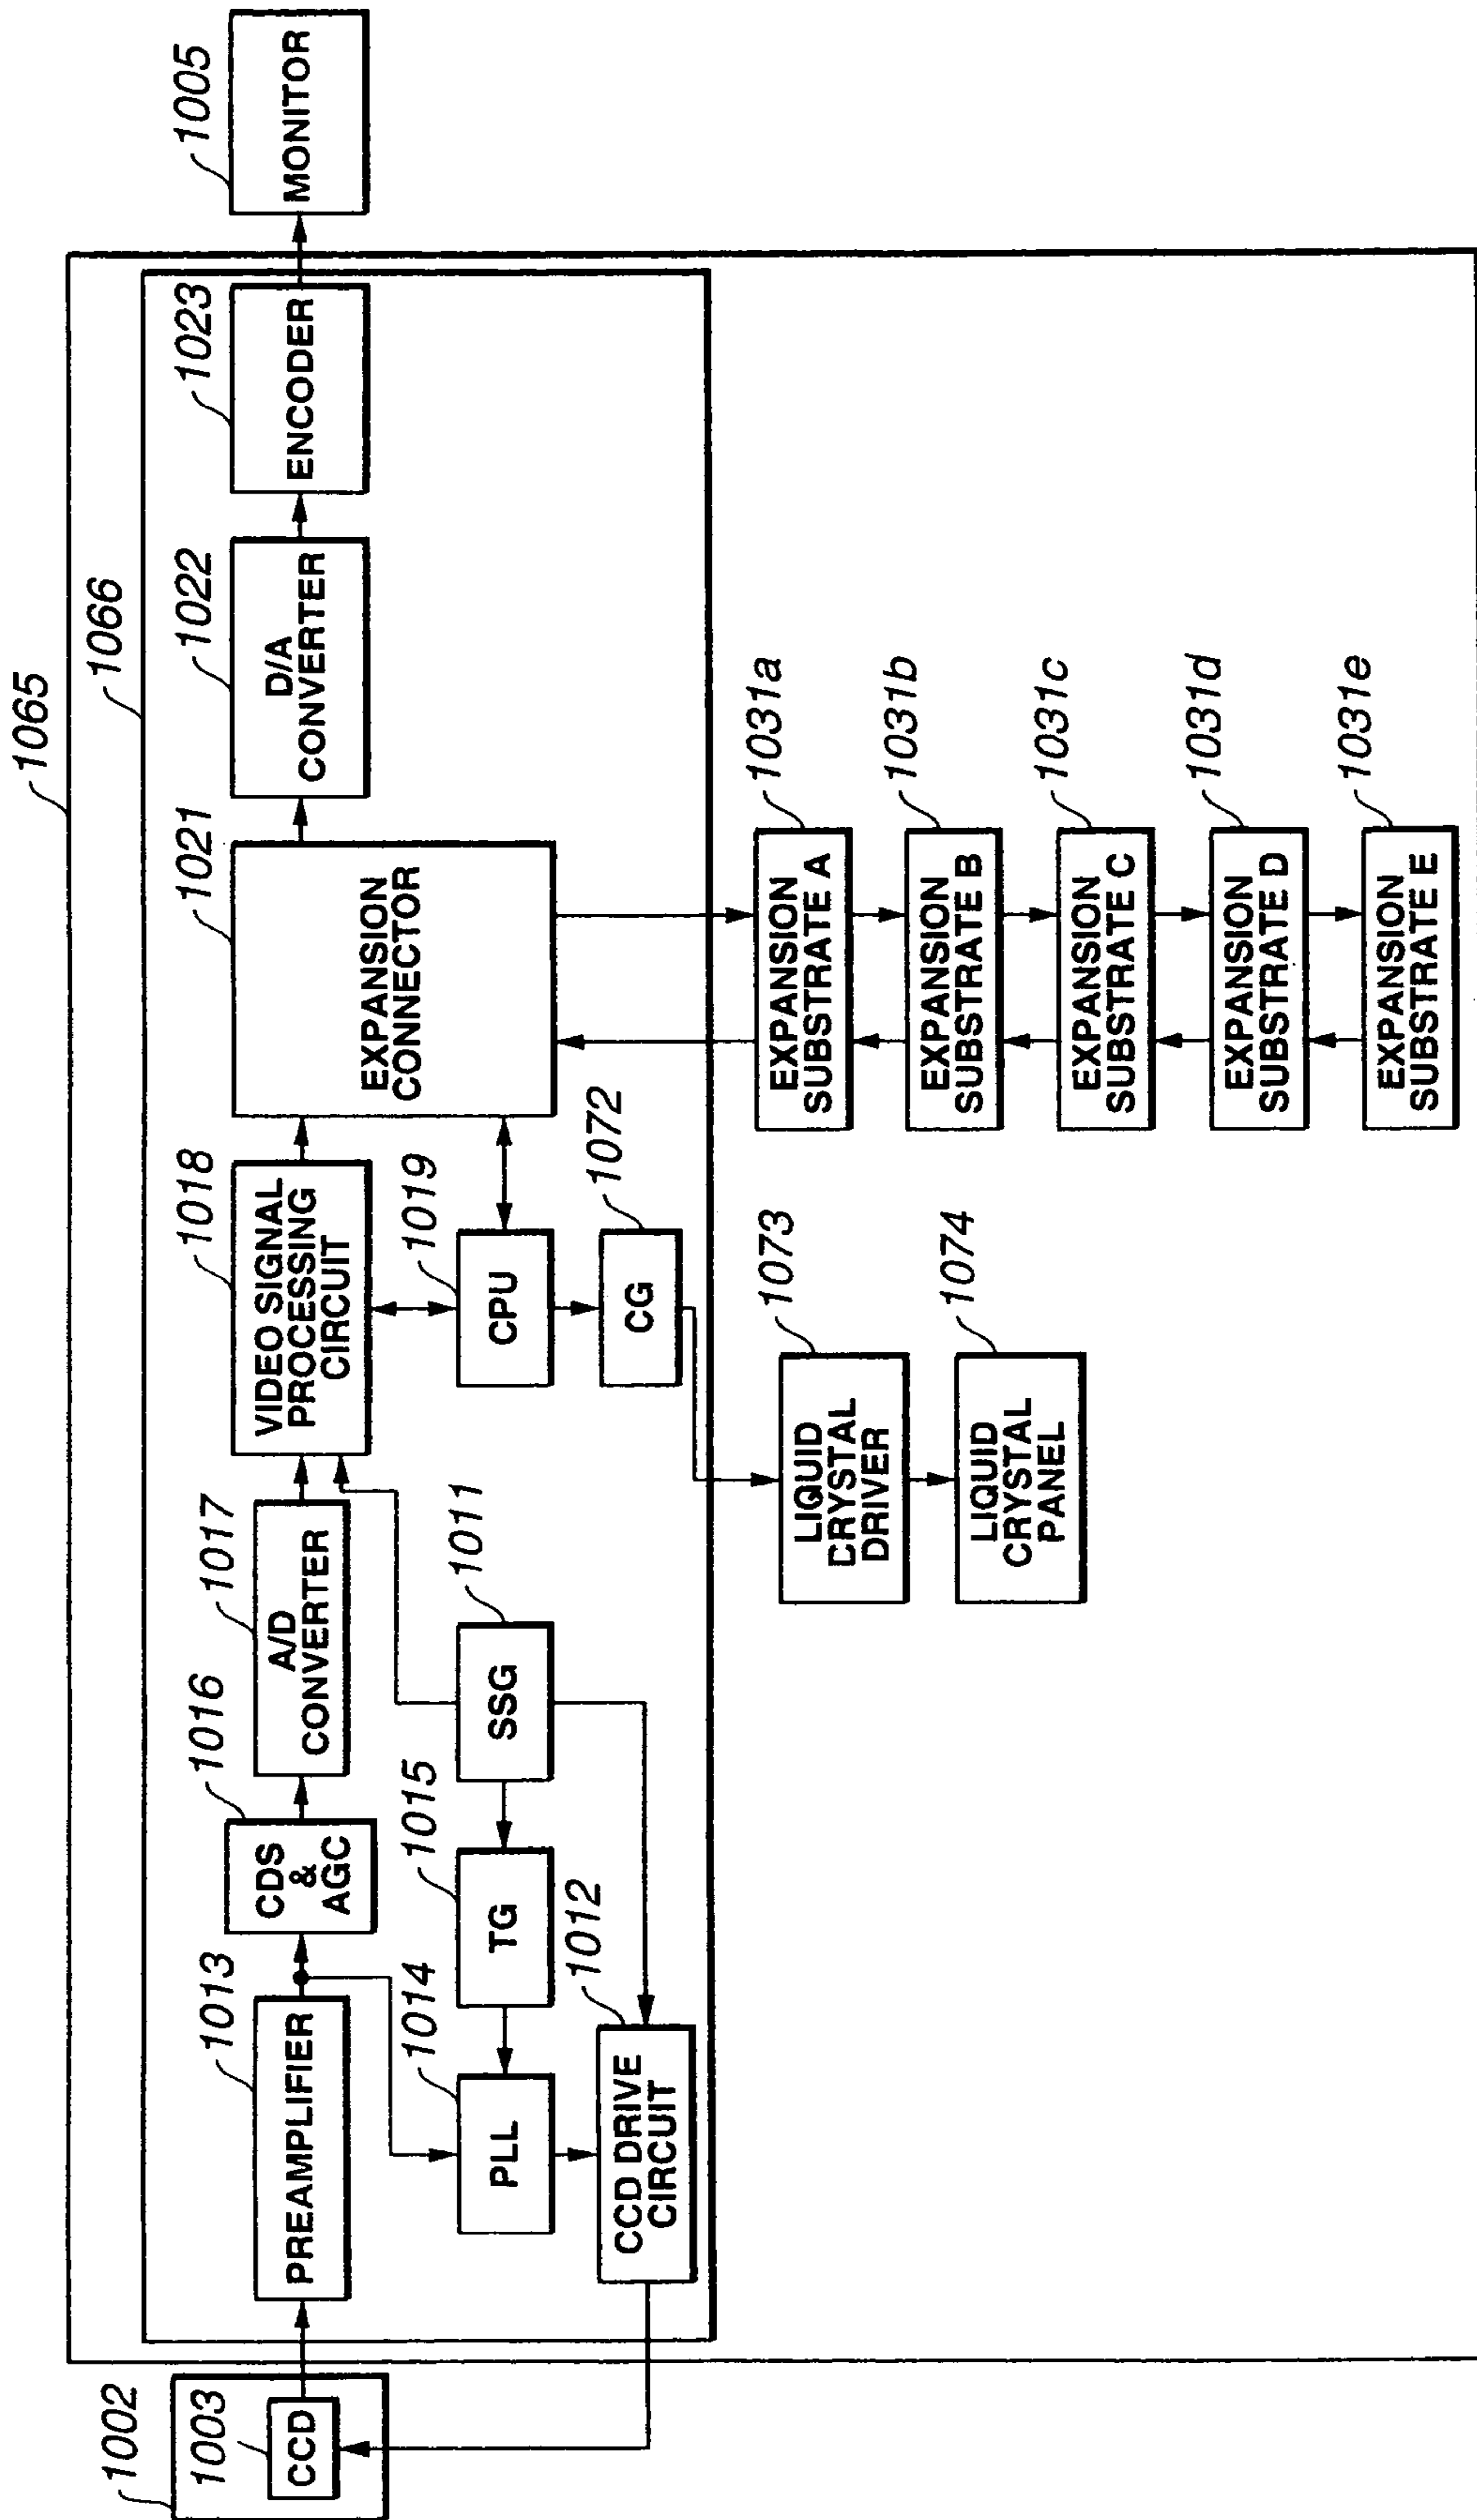 1065
1066
1002
1003
CCD
1013
PREAMPLIFIER
1016
CDS
&
AGC
1017
A/D
CONVERTER
1018
VIDEO SIGNAL
PROCESSING
CIRCUIT
1021
EXPANSION
CONNECTOR
1022
D/A
CONVERTER
1023
ENCODER
1005
MONITOR
1014
PLL
1015
TG
1011
SSG
1019
CPU
1012
CCD DRIVE
CIRCUIT
1072
CG
1073
LIQUID
CRYSTAL
DRIVER
1074
LIQUID
CRYSTAL
PANEL
1031a
EXPANSION
SUBSTRATE A
1031b
EXPANSION
SUBSTRATE B
1031c
EXPANSION
SUBSTRATE C
1031d
EXPANSION
SUBSTRATE D
1031e
EXPANSION
SUBSTRATE E